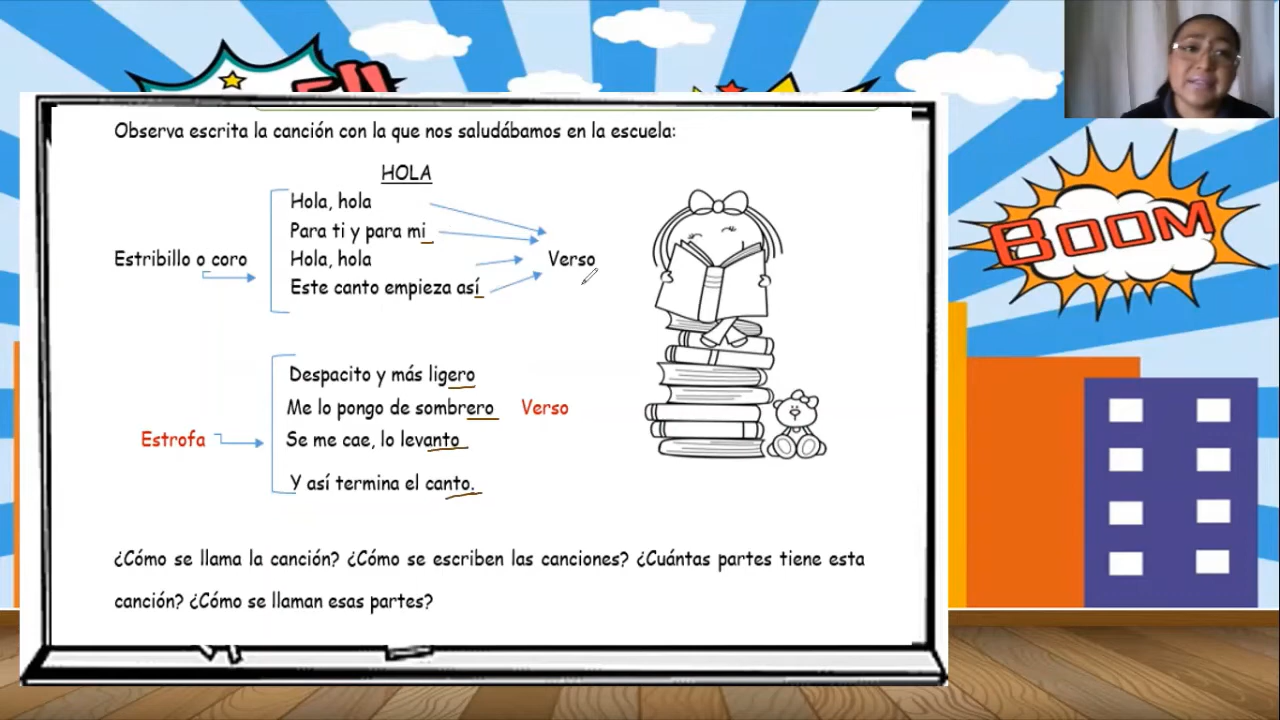 Observa escrita la canción con la que nos saludábamos en la escuela:
HOLA
Hola, hola
Para ti y para mi
Estribillo o coro
Hola, hola
Verso
Este canto empieza así
Despacito y más ligero
Me lo pongo de sombrero
Verso
Estrofa
Se me cae, lo levanto
Y así termina el canto.
¿Cómo se llama la canción? ¿Cómo se escriben las canciones? ¿Cuántas partes tiene esta
canción? ¿Cómo se llaman esas partes?
BOOM